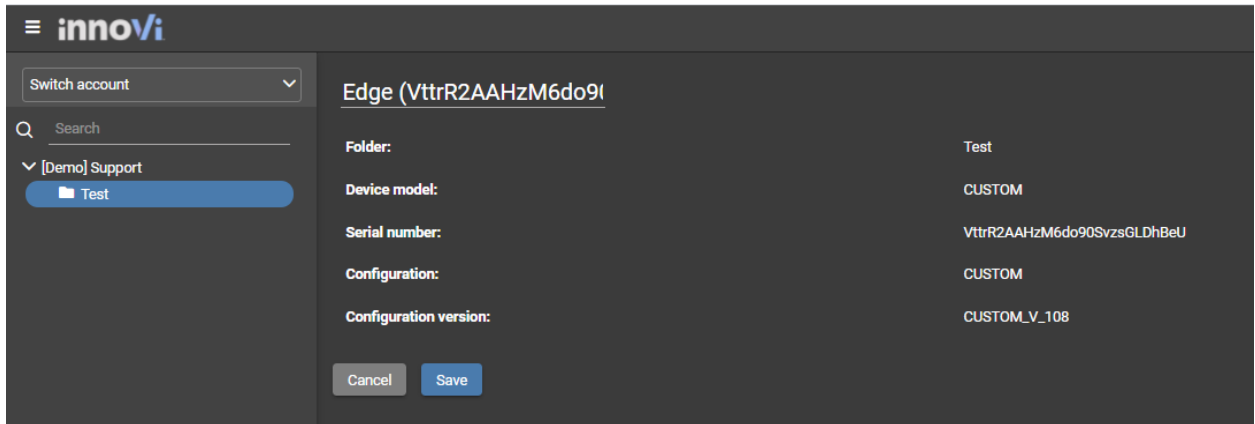 innoVi
Switch account
Search
[Demo] Support
Test
Edge (VttrR2AAHzM6do90
Folder: Test
Device model: CUSTOM
Serial number: VttrR2AAHzM6do90SvzsGLDhBeU
Configuration: CUSTOM
Configuration version: CUSTOM_V_108
Cancel Save